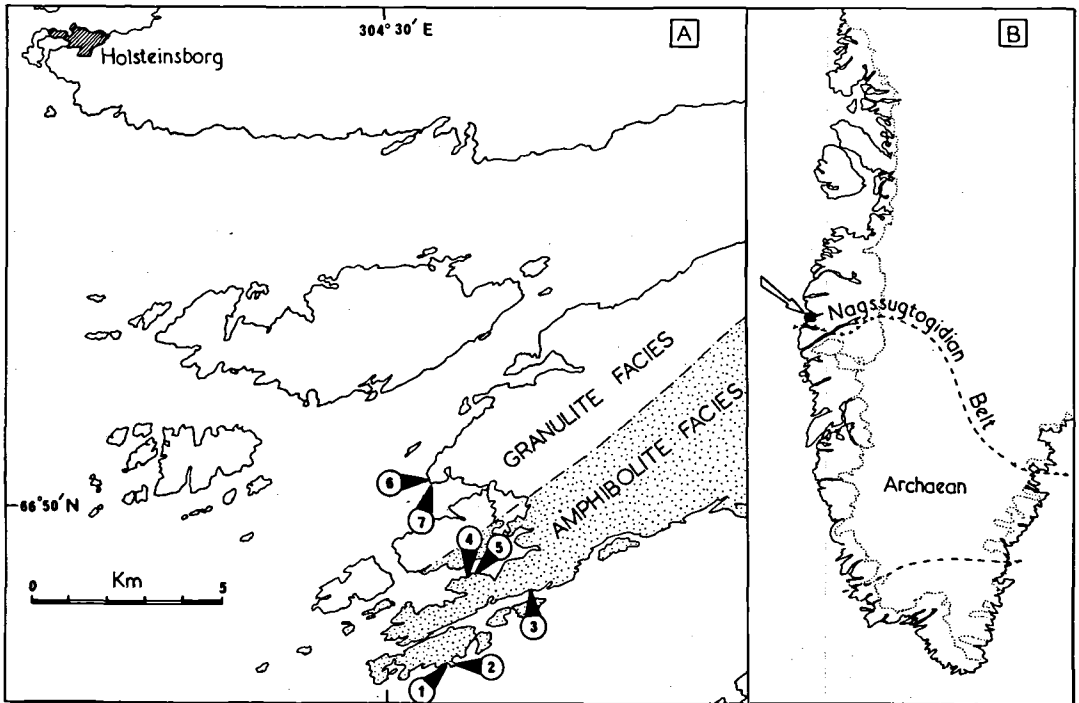 304° 30′ E
A
Holsteinsborg
GRANULITE FACIES
AMPHIBOLITE FACIES
66° 50′ N
Km
0 5
6
7
4
5
3
2
1
B
Nagssugtoqidian
Belt
Archaean